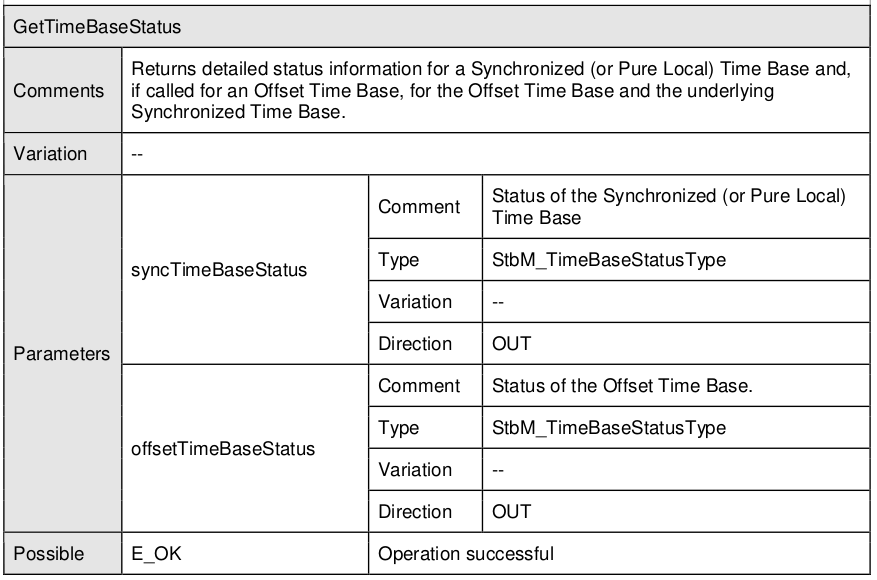 GetTimeBaseStatus
Comments
Returns detailed status information for a Synchronized (or Pure Local) Time Base and,
if called for an Offset Time Base, for the Offset Time Base and the underlying
Synchronized Time Base.
Variation
--
Parameters
syncTimeBaseStatus
Comment
Status of the Synchronized (or Pure Local)
Time Base
Type
StbM_TimeBaseStatusType
Variation
--
Direction
OUT
offsetTimeBaseStatus
Comment
Status of the Offset Time Base.
Type
StbM_TimeBaseStatusType
Variation
--
Direction
OUT
Possible
E_OK
Operation successful